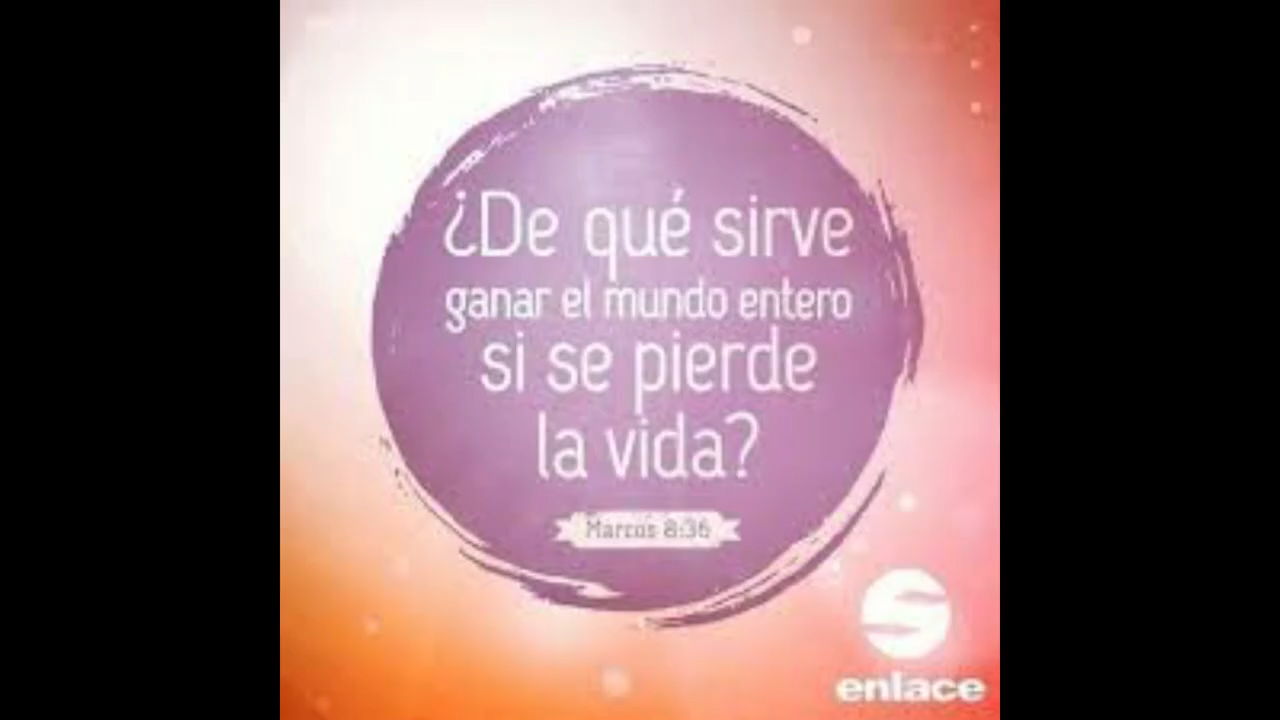 ¿De qué sirve
ganar el mundo entero
si se pierde
la vida?
Marcos 8:36
enlace